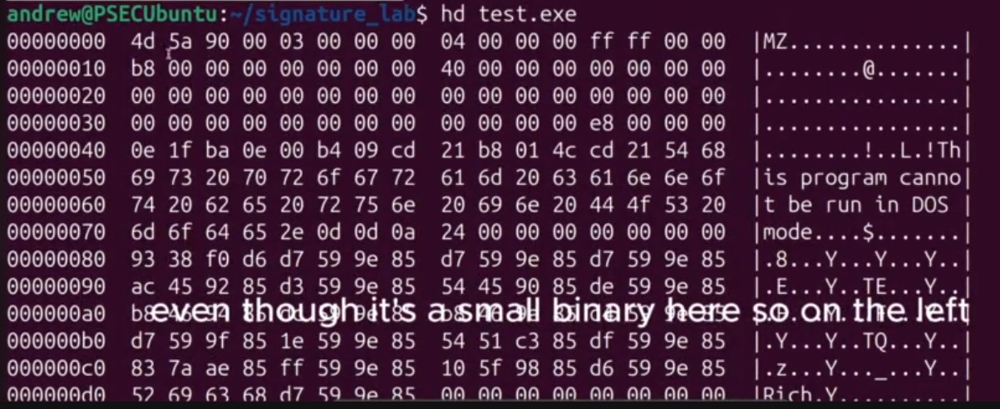 andrew@PSECUbuntu:~/signature_lab$ hd test.exe
00000000 4d 5a 90 00 03 00 00 00 04 00 00 00 ff ff 00 00 |MZ..............|
00000010 b8 00 00 00 00 00 00 00 40 00 00 00 00 00 00 00 |........@.......|
00000020 00 00 00 00 00 00 00 00 00 00 00 00 00 00 00 00 |................|
00000030 00 00 00 00 00 00 00 00 00 00 00 00 e8 00 00 00 |................|
00000040 0e 1f ba 0e 00 b4 09 cd 21 b8 01 4c cd 21 54 68 |........!..L.!Th|
00000050 69 73 20 70 72 6f 67 72 61 6d 20 63 61 6e 6e 6f |is program canno|
00000060 74 20 62 65 20 72 75 6e 20 69 6e 20 44 4f 53 20 |t be run in DOS |
00000070 6d 6f 64 65 2e 0d 0d 0a 24 00 00 00 00 00 00 00 |mode....$.......|
00000080 93 38 f0 d6 d7 59 9e 85 d7 59 9e 85 d7 59 9e 85 |.8...Y...Y...Y..|
00000090 ac 45 92 85 d3 59 9e 85 54 45 90 85 de 59 9e 85 |.E...Y..TE...Y..|
000000a0
even though it's a small binary here so on the left
000000b0 d7 59 9f 85 1e 59 9e 85 54 51 c3 85 df 59 9e 85 |.Y...Y..TQ...Y..|
000000c0 83 7a ae 85 ff 59 9e 85 10 5f 98 85 d6 59 9e 85 |.z...Y..._...Y..|
000000d0 52 69 63 68 d7 59 9e 85 00 00 00 00 00 00 00 00 |Rich.Y..........|